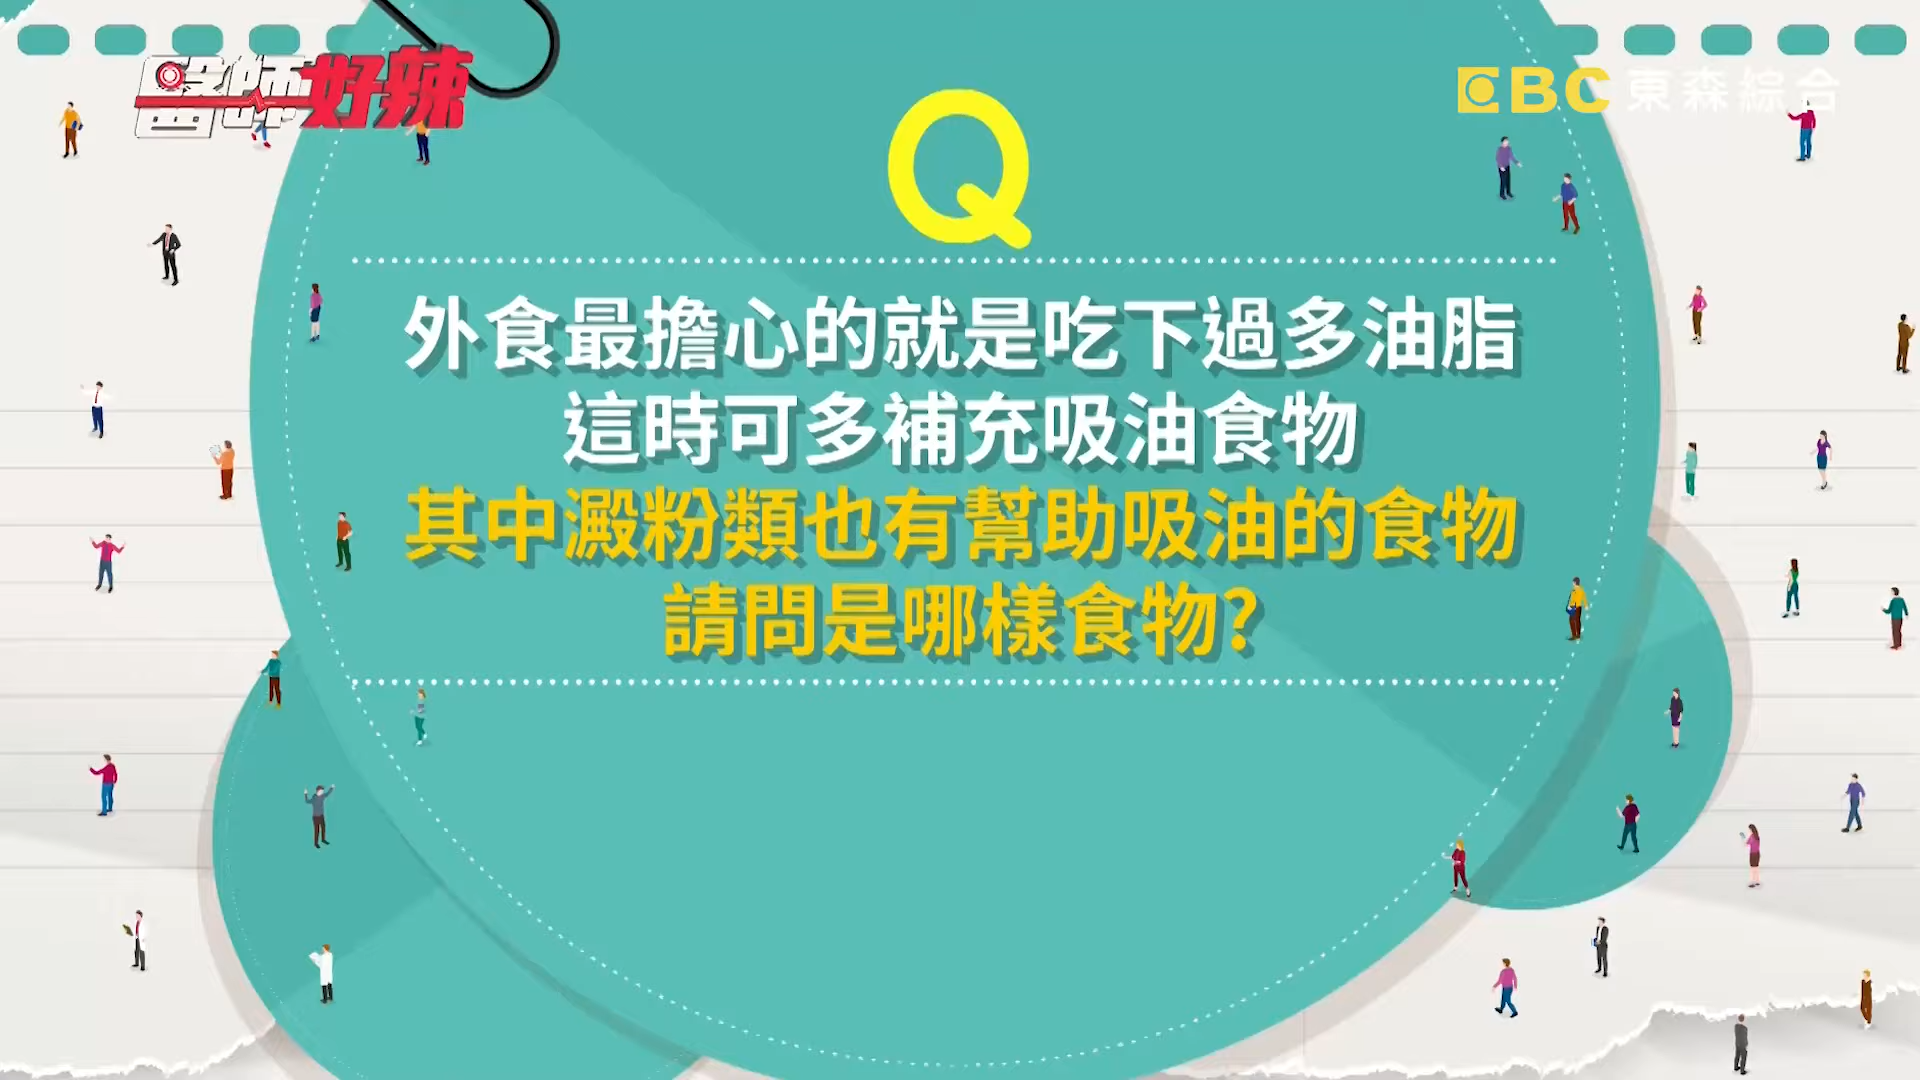 醫師好辣
EBC 東森綜合
Q
外食最擔心的就是吃下過多油脂
這時可多補充吸油食物
其中澱粉類也有幫助吸油的食物
請問是哪樣食物?